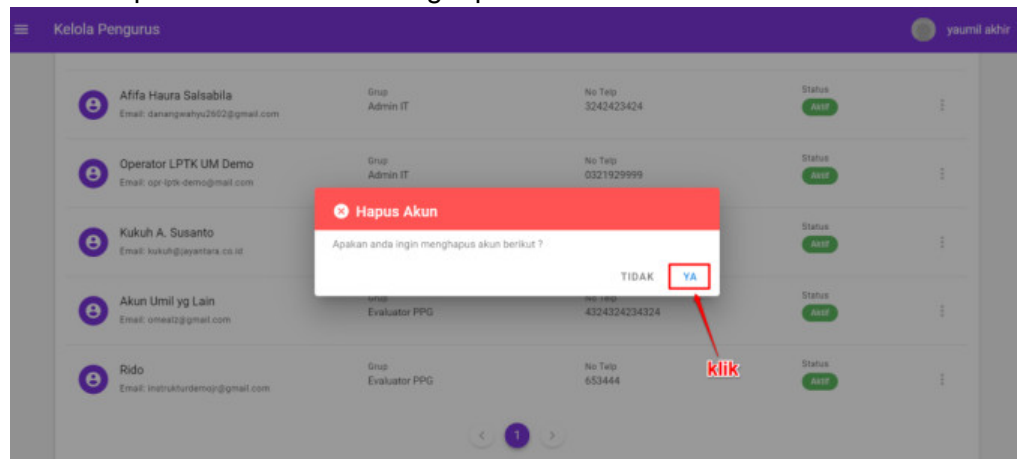 Kelola Pengurus
yaumil akhir
Afifa Haura Salsabila
Email: danangwahyu2602@gmail.com
Grup
Admin IT
No Telp
3242423424
Status
Aktif
Operator LPTK UM Demo
Email: opr-lptk-demo@mail.com
Grup
Admin IT
No Telp
0321929999
Status
Aktif
Hapus Akun
Apakan anda ingin menghapus akun berikut ?
TIDAK YA
Kukuh A. Susanto
Email: kukuh@jayantara.co.id
Status
Aktif
Akun Umil yg Lain
Email: omealz@gmail.com
Grup
Evaluator PPG
No Telp
4324324234324
Status
Aktif
klik
Rido
Email: instrukturdemojr@gmail.com
Grup
Evaluator PPG
No Telp
653444
Status
Aktif
1